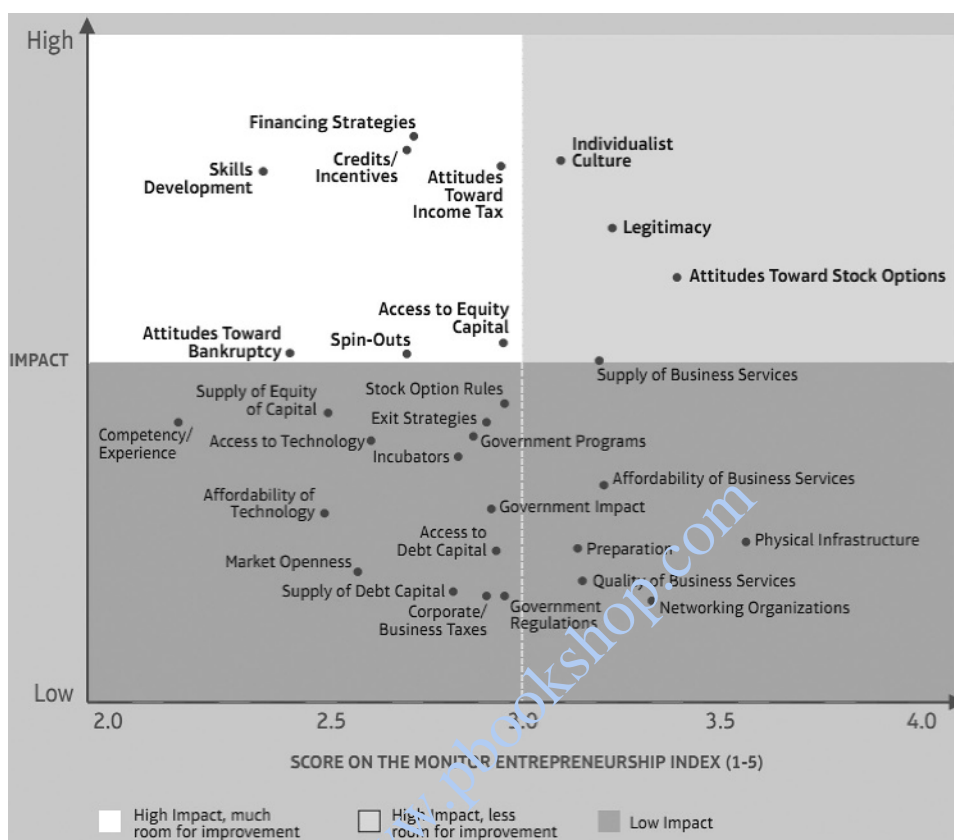 High
Financing Strategies
Credits/
Incentives
Skills
Development
Attitudes
Toward
Income Tax
Individualist
Culture
Legitimacy
Attitudes Toward Stock Options
Access to Equity
Capital
Attitudes Toward
Bankruptcy
Spin-Outs
IMPACT
Supply of Business Services
Stock Option Rules
Supply of Equity
of Capital
Exit Strategies
Competency/
Experience
Access to Technology
Government Programs
Incubators
Affordability of Business Services
Affordability of
Technology
Government Impact
Access to
Debt Capital
Preparation
Physical Infrastructure
Market Openness
Supply of Debt Capital
Quality of Business Services
Corporate/
Business Taxes
Government
Regulations
Networking Organizations
Low
2.0 2.5 3.0 3.5 4.0
SCORE ON THE MONITOR ENTREPRENEURSHIP INDEX (1-5)
High Impact, much
room for improvement
High Impact, less
room for improvement
Low Impact
w.pbookshop.com